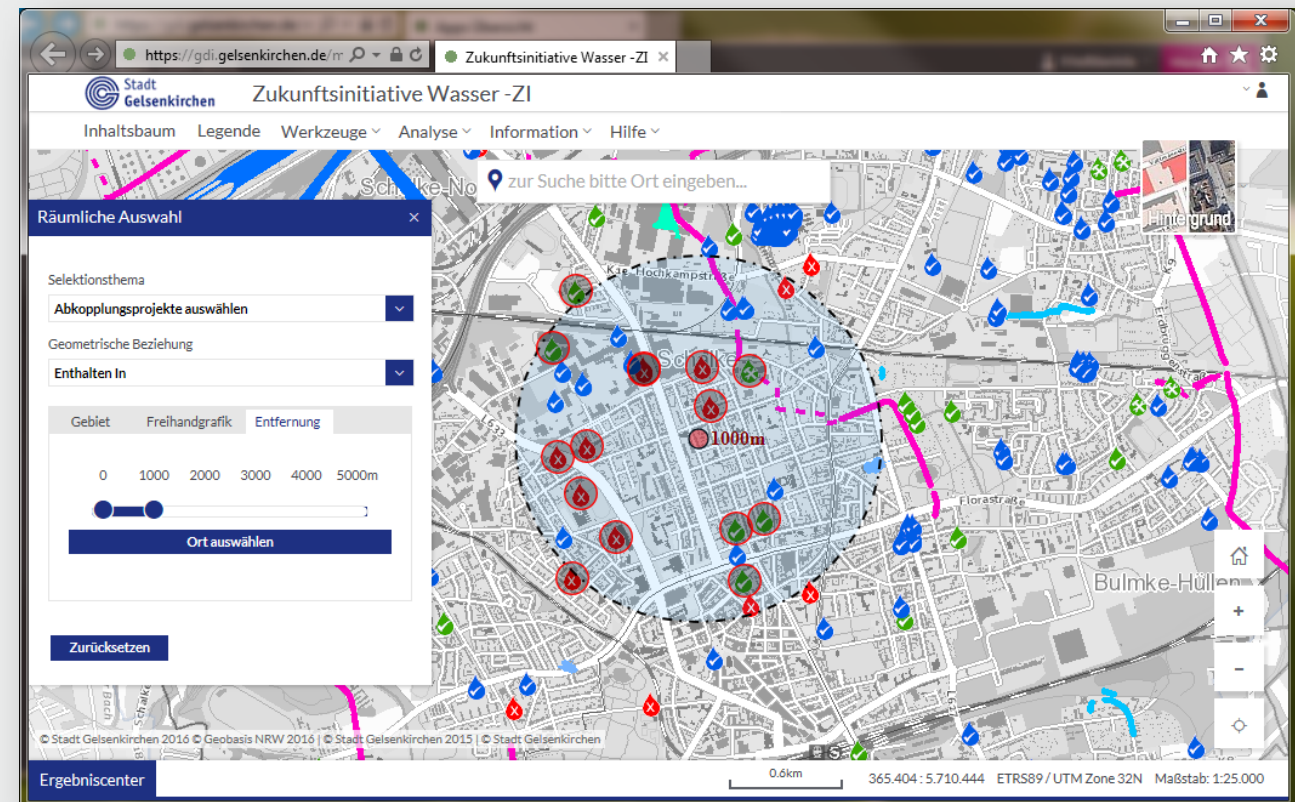 https://gdi.gelsenkirchen.de/m
Zukunftsinitiative Wasser -ZI
Stadt
Gelsenkirchen
Zukunftsinitiative Wasser -ZI
Inhaltsbaum Legende Werkzeuge Analyse Information Hilfe
zur Suche bitte Ort eingeben...
Hintergrund
Räumliche Auswahl
Selektionsthema
Abkopplungsprojekte auswählen
Geometrische Beziehung
Enthalten In
Gebiet Freihandgrafik Entfernung
0 1000 2000 3000 4000 5000m
Ort auswählen
Zurücksetzen
Schalke
1000m
Florastraße
Bulmke-Hüllen
L633
K9
© Stadt Gelsenkirchen 2016 © Geobasis NRW 2016 | © Stadt Gelsenkirchen 2015 | © Stadt Gelsenkirchen
Ergebniscenter
0.6km
365.404 : 5.710.444 ETRS89 / UTM Zone 32N Maßstab: 1:25.000